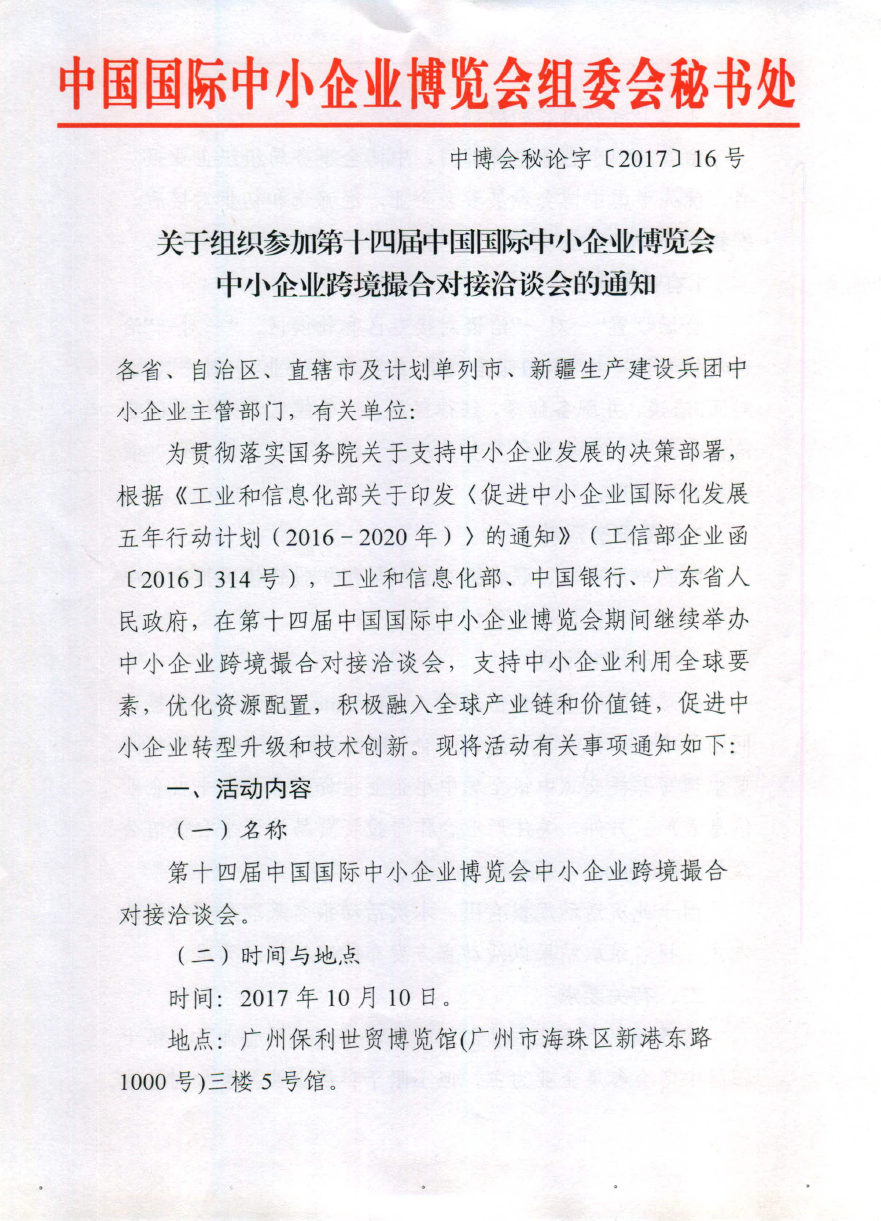 中国国际中小企业博览会组委会秘书处
中博会秘论字〔2017〕16号
关于组织参加第十四届中国国际中小企业博览会
中小企业跨境撮合对接洽谈会的通知
各省、自治区、直辖市及计划单列市、新疆生产建设兵团中
小企业主管部门，有关单位：
为贯彻落实国务院关于支持中小企业发展的决策部署，
根据《工业和信息化部关于印发〈促进中小企业国际化发展
五年行动计划（2016－2020年）〉的通知》（工信部企业函
〔2016〕314号），工业和信息化部、中国银行、广东省人
民政府，在第十四届中国国际中小企业博览会期间继续举办
中小企业跨境撮合对接洽谈会，支持中小企业利用全球要
素，优化资源配置，积极融入全球产业链和价值链，促进中
小企业转型升级和技术创新。现将活动有关事项通知如下：
一、活动内容
（一）名称
第十四届中国国际中小企业博览会中小企业跨境撮合
对接洽谈会。
（二）时间与地点
时间：2017年10月10日。
地点：广州保利世贸博览馆(广州市海珠区新港东路
1000号)三楼5号馆。